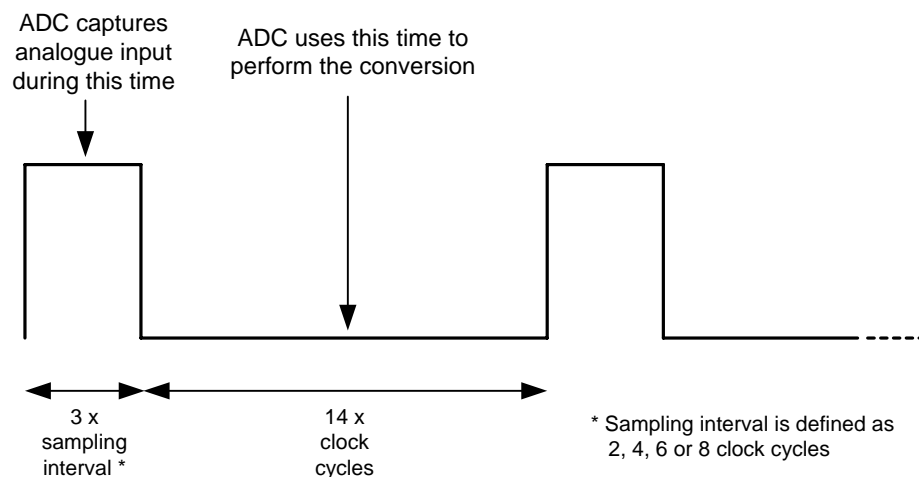 ADC captures
analogue input
during this time
ADC uses this time to
perform the conversion
3 x
sampling
interval *
14 x
clock
cycles
* Sampling interval is defined as
2, 4, 6 or 8 clock cycles